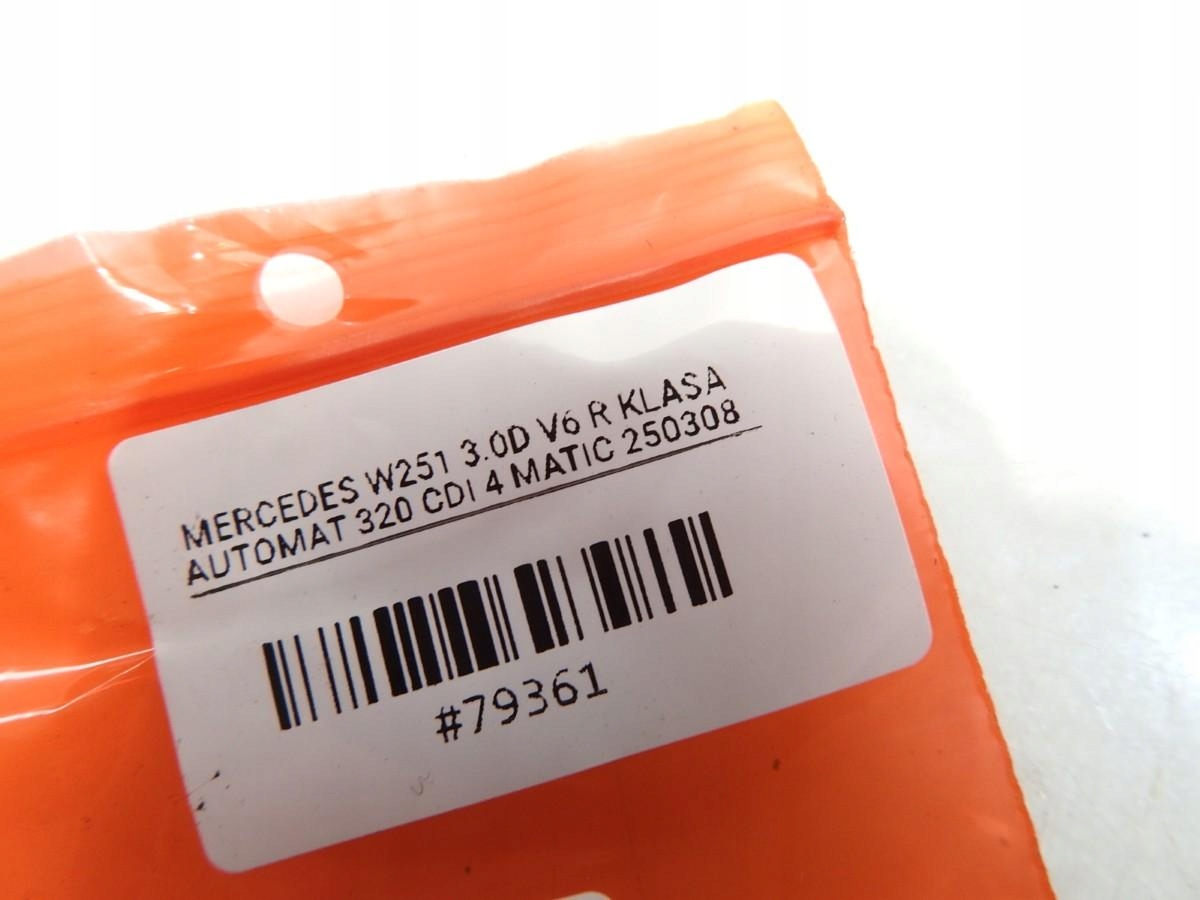 MERCEDES W251 3.0D V6 R KLASA
AUTOMAT 320 CDI 4 MATIC 250308
#79361